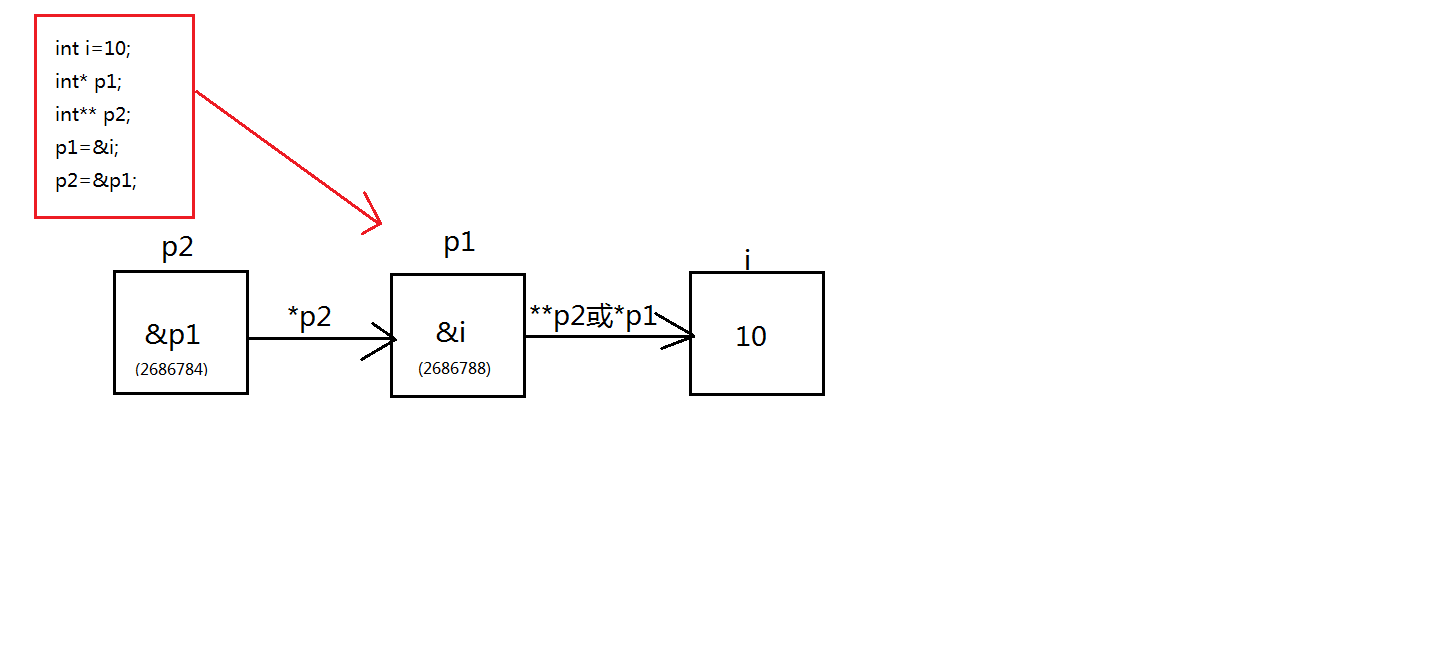 int i=10;
int* p1;
int** p2;
p1=&i;
p2=&p1;
p2
p1
i
&p1
(2686784)
*p2
&i
(2686788)
**p2或*p1
10